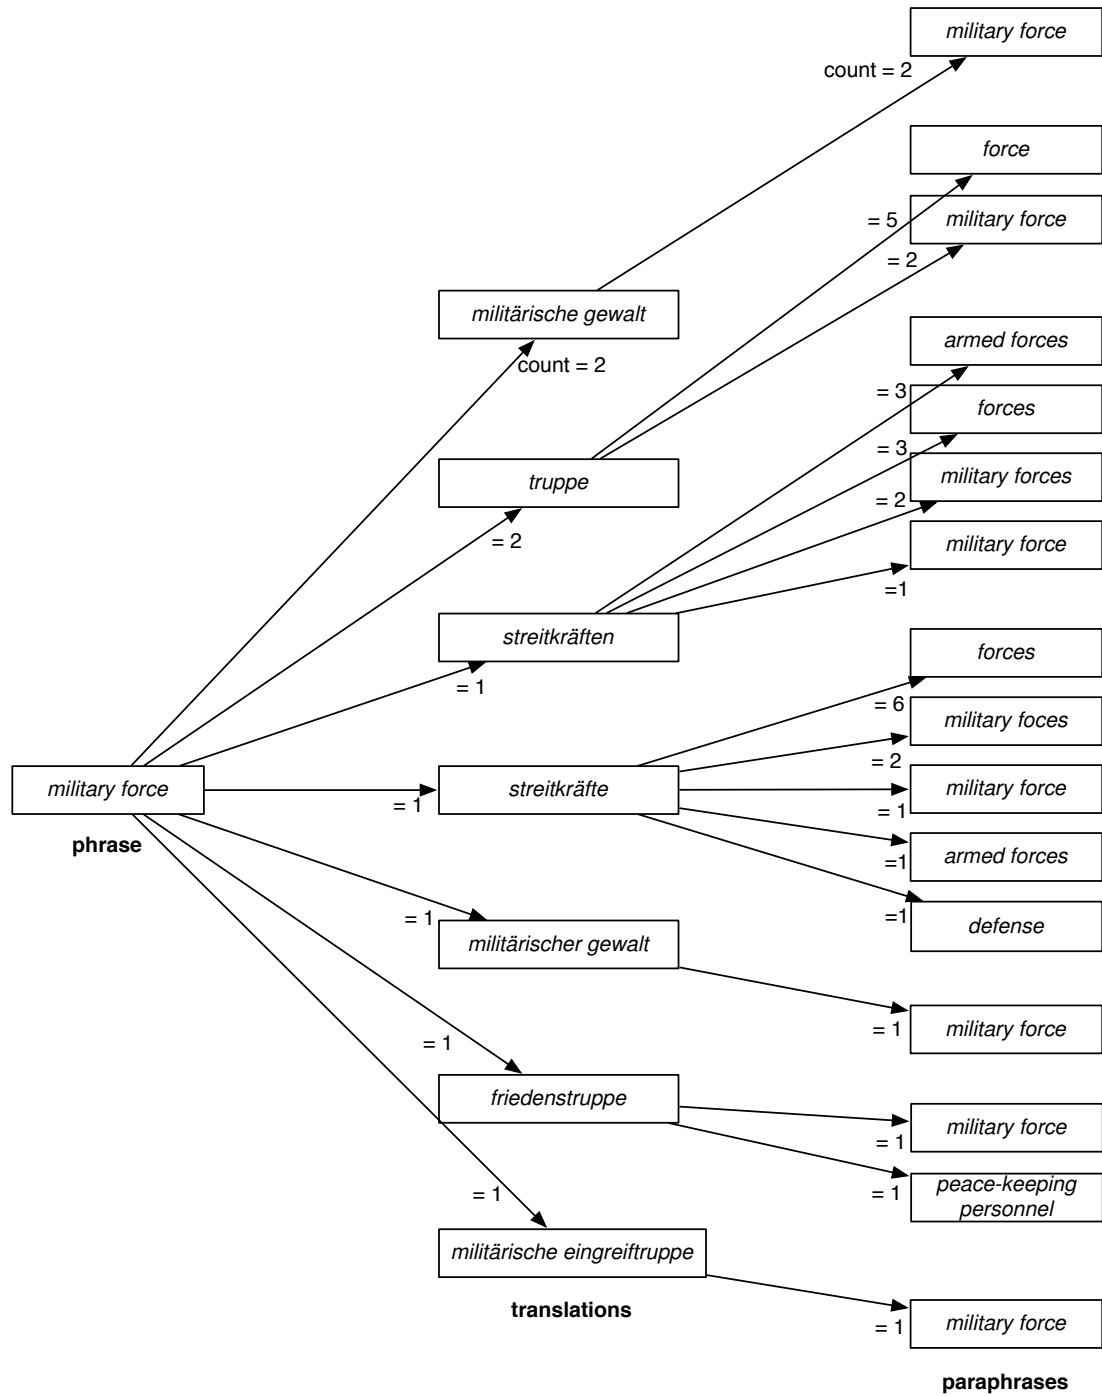 military force
count = 2
force
= 5
military force
= 2
militärische gewalt
count = 2
armed forces
= 3
forces
= 3
military forces
truppe
= 2
= 2
military force
=1
streitkräften
= 1
forces
= 6
military foces
= 2
military force
phrase
= 1
streitkräfte
military force
= 1
= 1
armed forces
=1
defense
=1
= 1
militärischer gewalt
military force
= 1
= 1
friedenstruppe
military force
= 1
peace-keeping
personnel
= 1
= 1
militärische eingreiftruppe
translations
military force
= 1
paraphrases